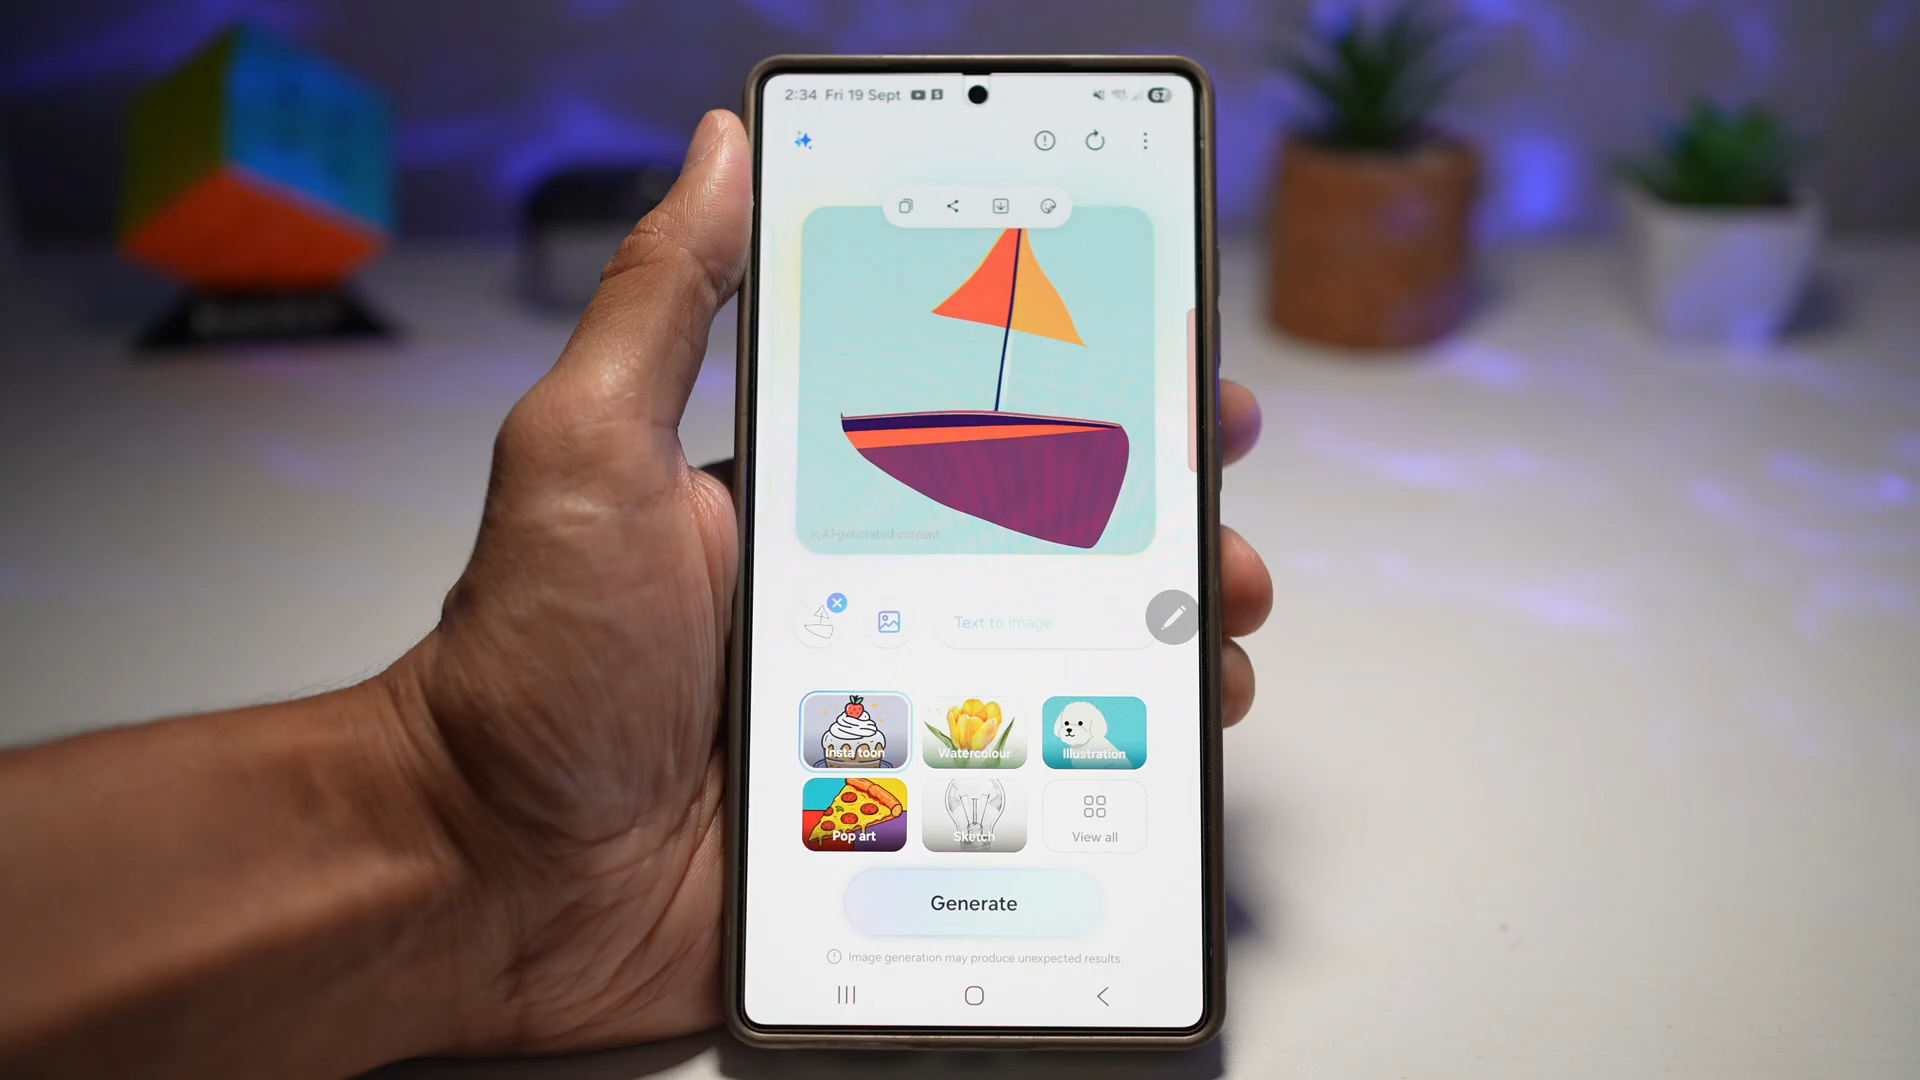 2:34 Fri 19 Sept
67
AI-generated content
Text to image
Insta toon
Watercolour
Illustration
Pop art
Sketch
View all
Generate
Image generation may produce unexpected results.